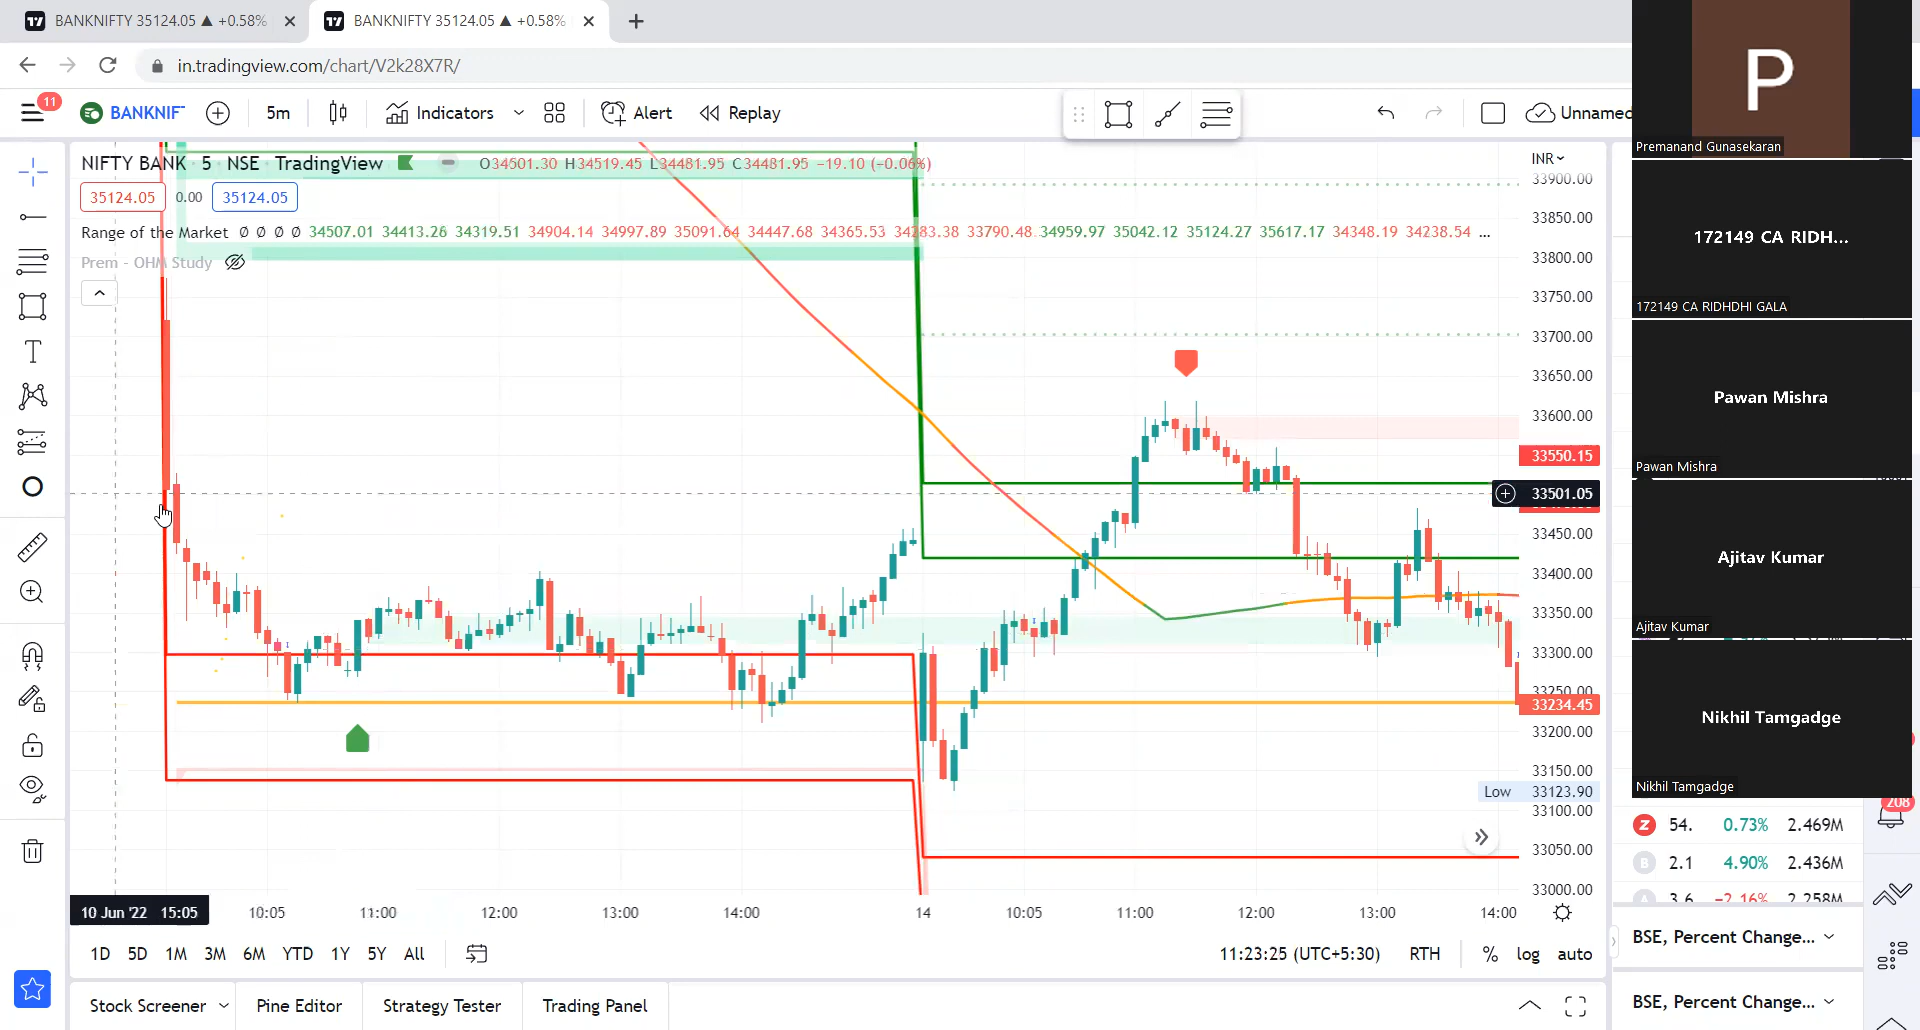 BANKNIFTY 35124.05 ▲ +0.58%
BANKNIFTY 35124.05 ▲ +0.58%
in.tradingview.com/chart/V2k28X7R/
11
BANKNIF
5m
Indicators
Alert
Replay
Unnamed
NIFTY BANK · 5 · NSE · TradingView
O34501.30 H34519.45 L34481.95 C34481.95 −19.10 (−0.06%)
INR
35124.05
0.00
35124.05
Range of the Market Ø Ø Ø Ø 34507.01 34413.26 34319.51 34904.14 34997.89 35091.64 34447.68 34365.53 34283.38 33790.48 34959.97 35042.12 35124.27 35617.17 34348.19 34238.54 ...
Prem - OHM Study
33900.00
33850.00
33800.00
33750.00
33700.00
33650.00
33600.00
33550.15
33501.05
33450.00
33400.00
33350.00
33300.00
33250.00
33234.45
33200.00
33150.00
Low 33123.90
33100.00
33050.00
33000.00
10 Jun '22 15:05
10:05
11:00
12:00
13:00
14:00
14
10:05
11:00
12:00
13:00
14:00
1D 5D 1M 3M 6M YTD 1Y 5Y All
11:23:25 (UTC+5:30)
RTH
%
log
auto
Stock Screener
Pine Editor
Strategy Tester
Trading Panel
P
Premanand Gunasekaran
172149 CA RIDH...
172149 CA RIDHDHI GALA
Pawan Mishra
Pawan Mishra
Ajitav Kumar
Ajitav Kumar
Nikhil Tamgadge
Nikhil Tamgadge
208
Z 54. 0.73% 2.469M
B 2.1 4.90% 2.436M
A 3.6 −2.16% 2.258M
BSE, Percent Change...
BSE, Percent Change...